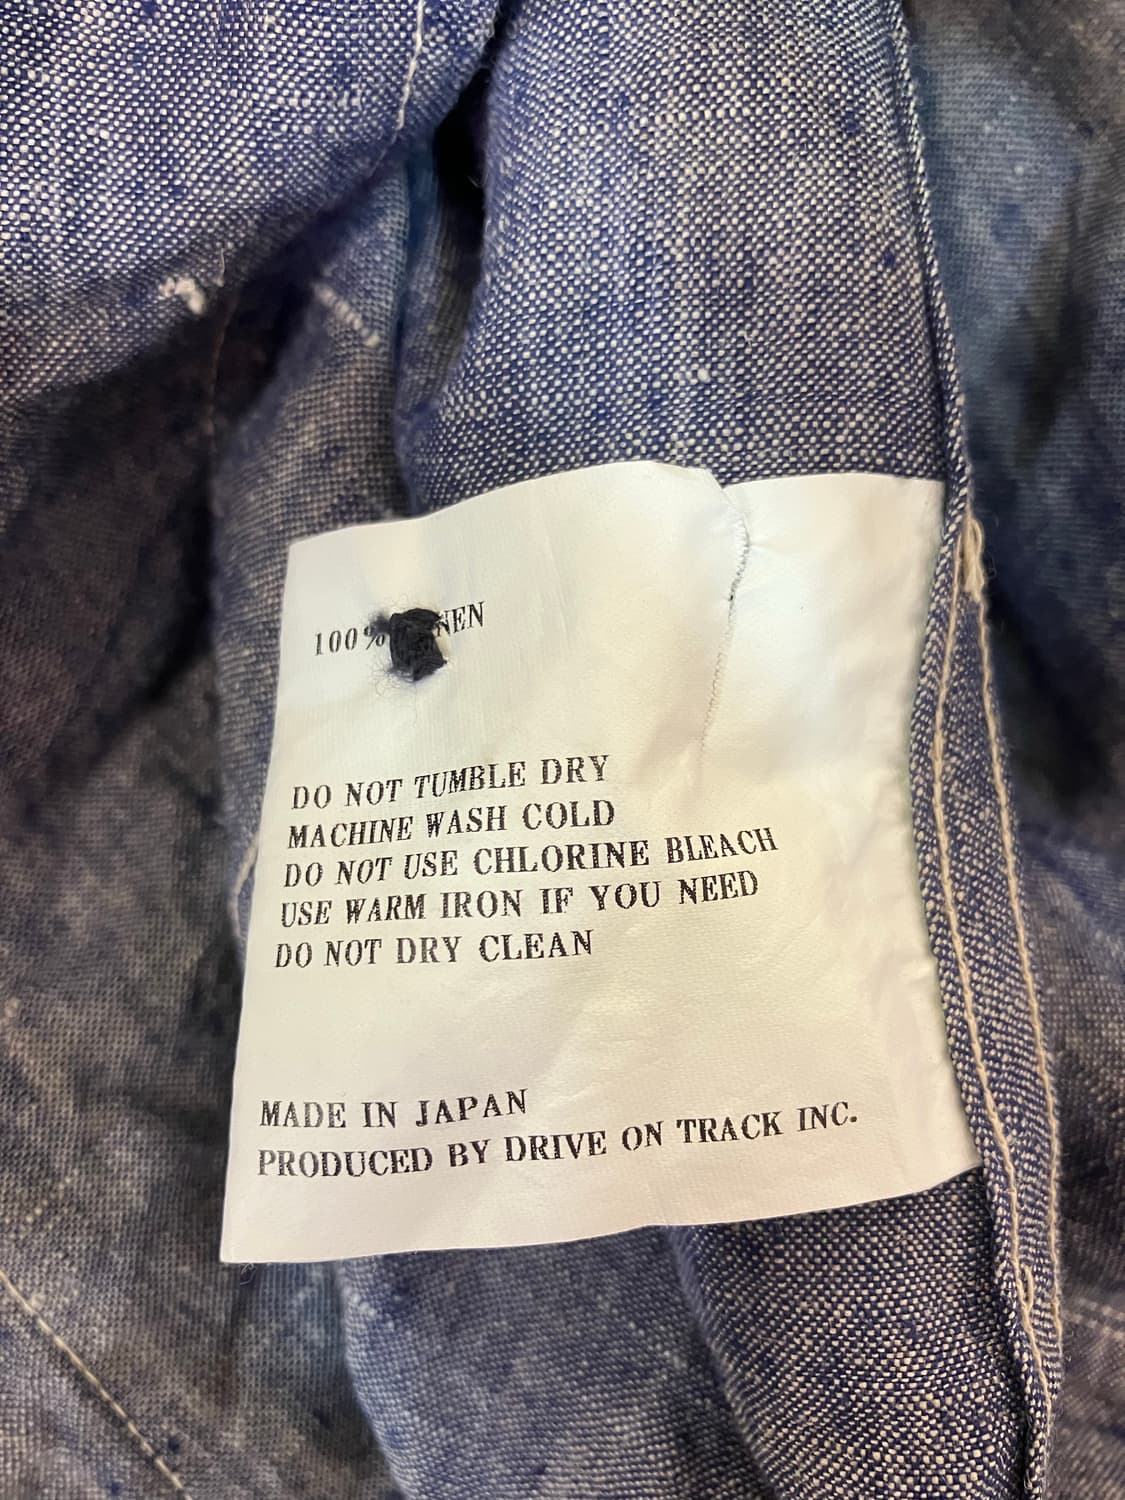 100% NEN
DO NOT TUMBLE DRY
MACHINE WASH COLD
DO NOT USE CHLORINE BLEACH
USE WARM IRON IF YOU NEED
DO NOT DRY CLEAN
MADE IN JAPAN
PRODUCED BY DRIVE ON TRACK INC.